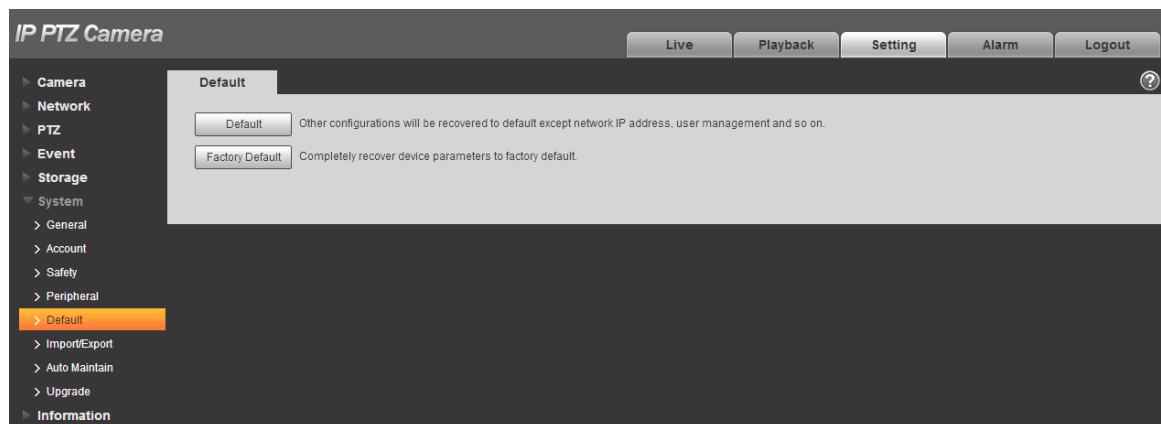 IP PTZ Camera
Live
Playback
Setting
Alarm
Logout
Camera
Network
PTZ
Event
Storage
System
General
Account
Safety
Peripheral
Default
Import/Export
Auto Maintain
Upgrade
Information
Default
?
Default
Other configurations will be recovered to default except network IP address, user management and so on.
Factory Default
Completely recover device parameters to factory default.